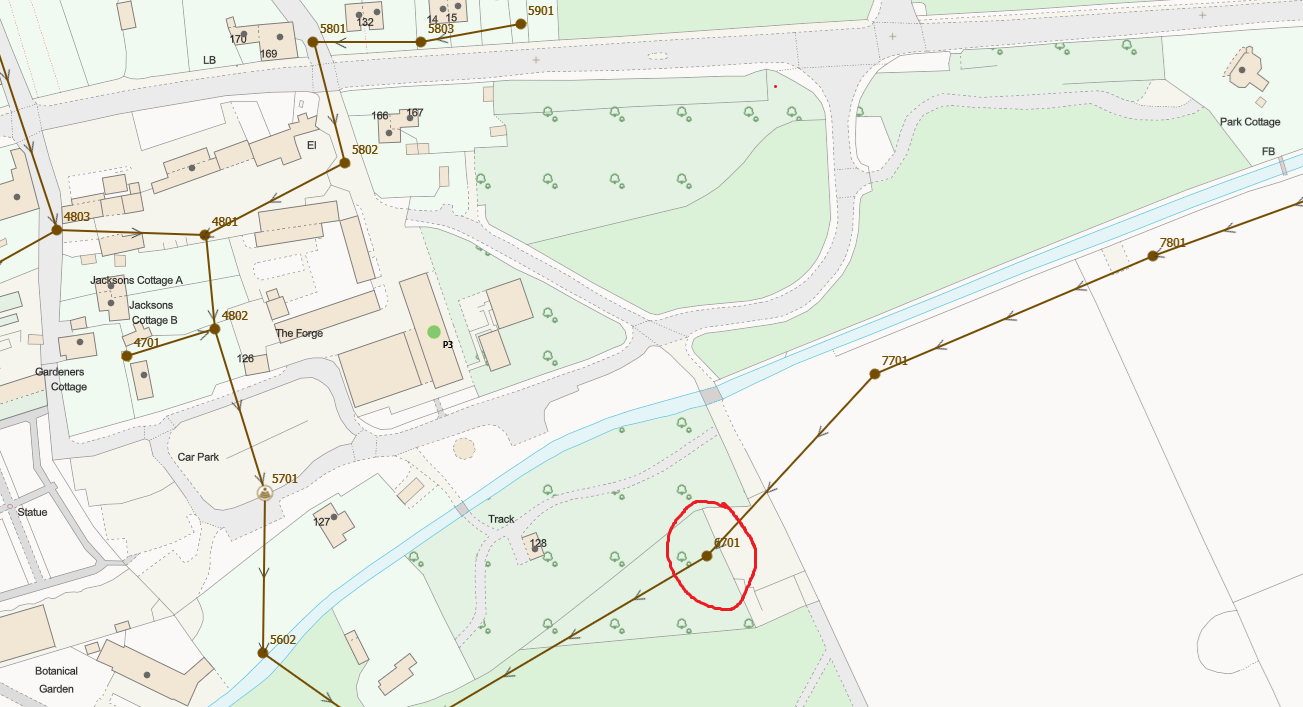 5901
5801
132
14
15
5803
170
169
LB
166
167
El
5802
Park Cottage
FB
4803
4801
7801
Jacksons Cottage A
Jacksons
Cottage B
4802
4701
The Forge
P3
126
7701
Gardeners
Cottage
Car Park
5701
Statue
127
Track
128
6701
5602
Botanical
Garden